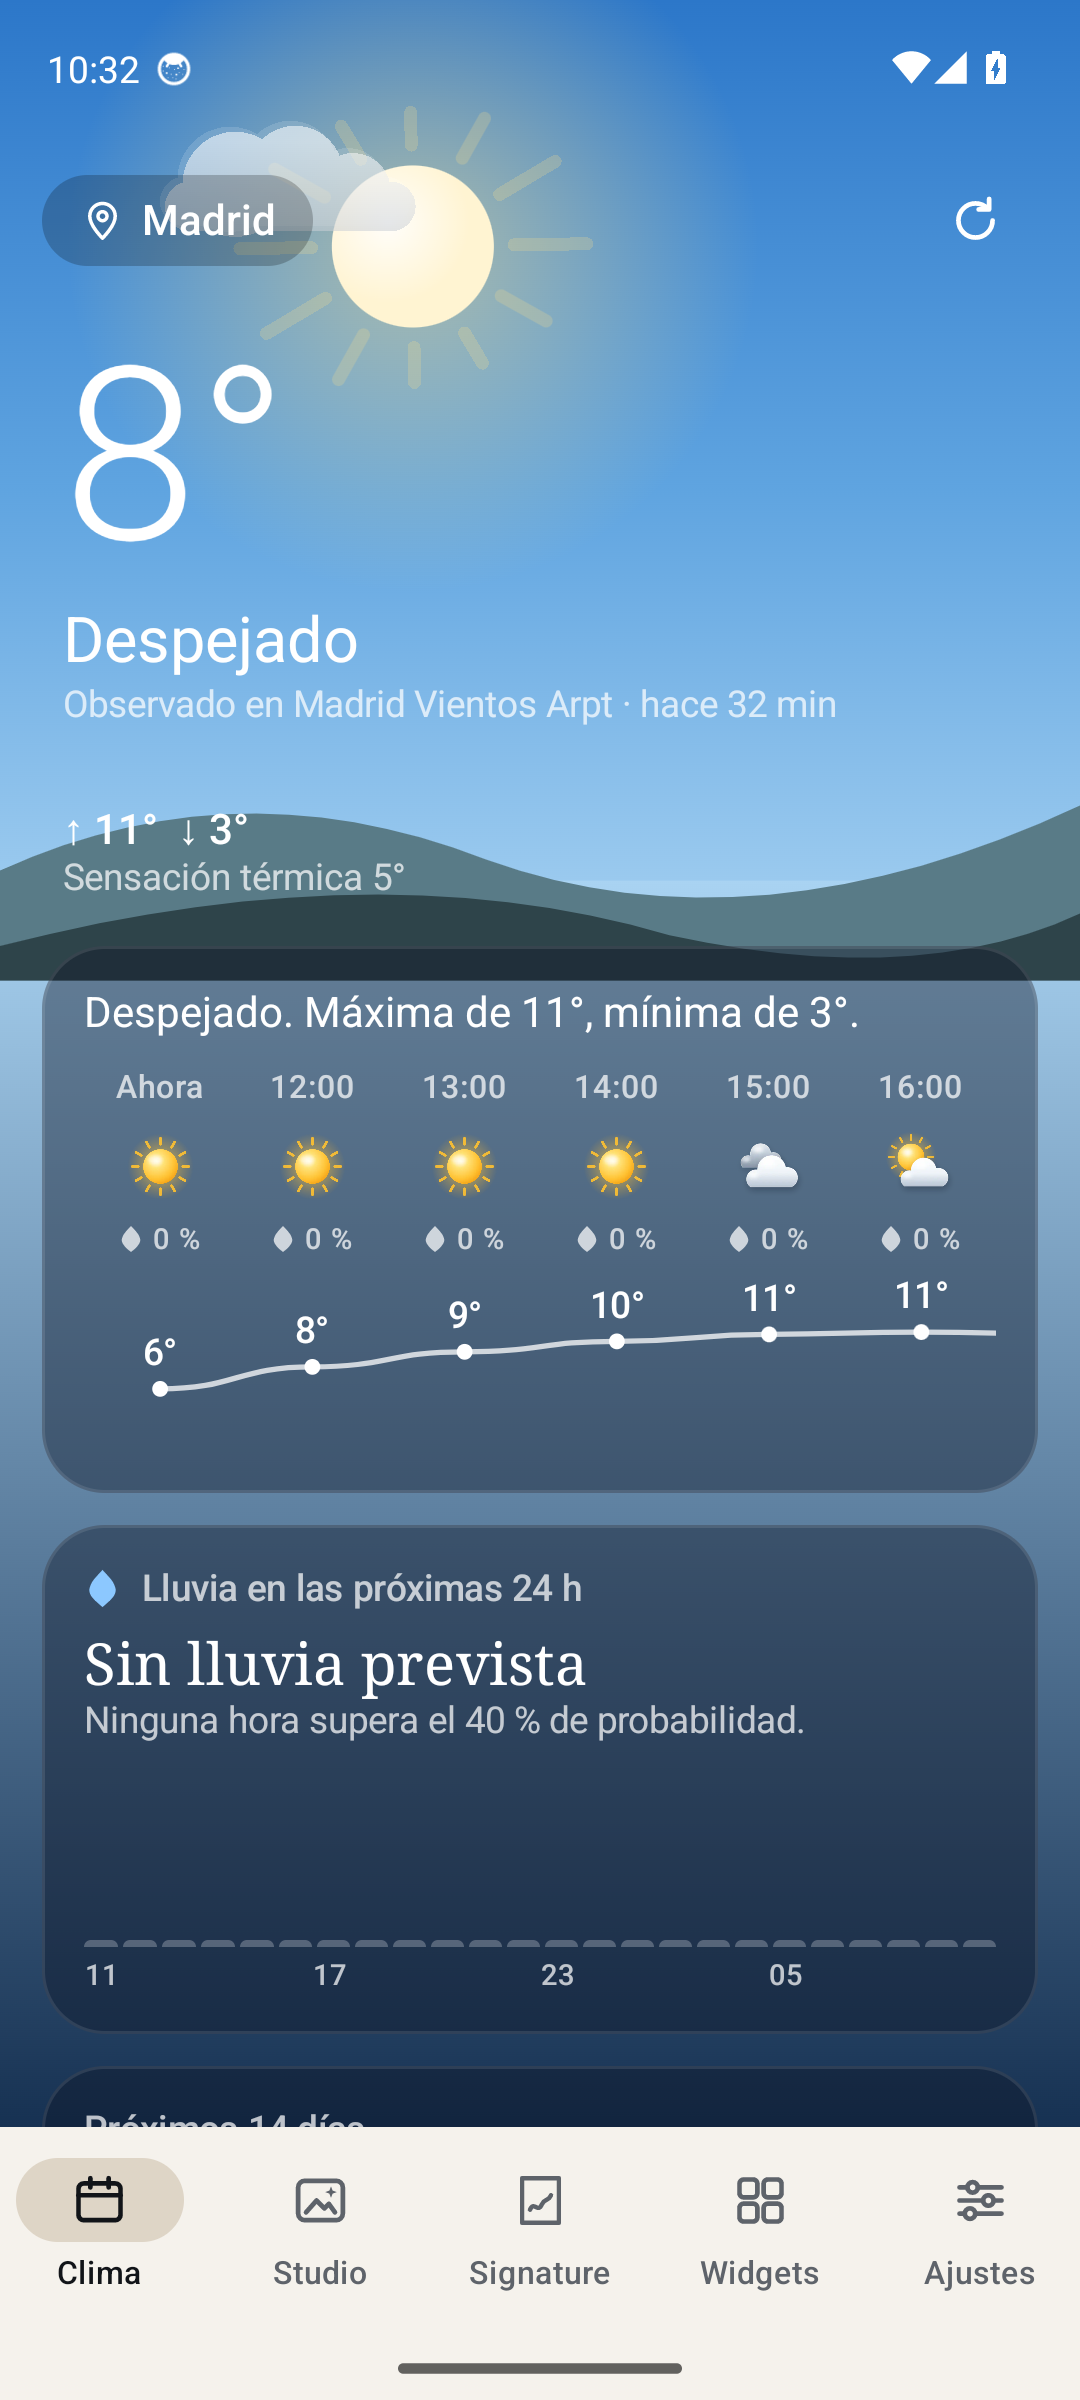 10:32
Madrid
8°
Despejado
Observado en Madrid Vientos Arpt · hace 32 min
↑ 11° ↓ 3°
Sensación térmica 5°
Despejado. Máxima de 11°, mínima de 3°.
Ahora 12:00 13:00 14:00 15:00 16:00
0 % 0 % 0 % 0 % 0 % 0 %
6° 8° 9° 10° 11° 11°
Lluvia en las próximas 24 h
Sin lluvia prevista
Ninguna hora supera el 40 % de probabilidad.
11 17 23 05
Próximos 14 días
Clima Studio Signature Widgets Ajustes